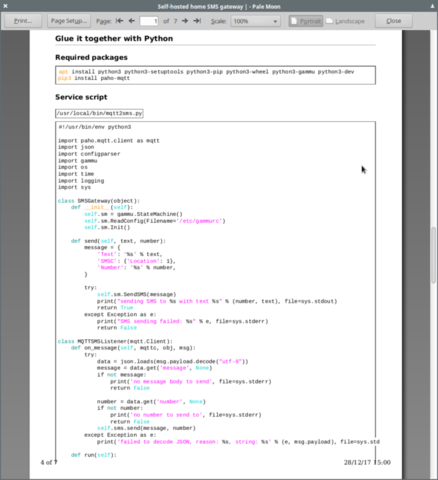 Self-hosted home SMS gateway | - Pale Moon
Print... Page Setup... Page: 1 of 7 Scale: 100% Portrait Landscape Close
Glue it together with Python
Required packages
apt install python3 python3-setuptools python3-pip python3-wheel python3-gammu python3-dev
pip3 install paho-mqtt
Service script
/usr/local/bin/mqtt2sms.py
#!/usr/bin/env python3
import paho.mqtt.client as mqtt
import json
import configparser
import gammu
import os
import time
import logging
import sys
class SMSGateway(object):
def __init__(self):
self.sm = gammu.StateMachine()
self.sm.ReadConfig(Filename='/etc/gammurc')
self.sm.Init()
def send(self, text, number):
message = {
'Text': '%s' % text,
'SMSC': {'Location': 1},
'Number': '%s' % number,
}
try:
self.sm.SendSMS(message)
print("sending SMS to %s with text %s" % (number, text), file=sys.stdout)
return True
except Exception as e:
print("SMS sending failed: %s" % e, file=sys.stderr)
return False
class MQTTSMSListener(mqtt.Client):
def on_message(self, mqttc, obj, msg):
try:
data = json.loads(msg.payload.decode("utf-8"))
message = data.get('message', None)
if not message:
print('no message body to send', file=sys.stderr)
return False
number = data.get('number', None)
if not number:
print('no number to send to', file=sys.stderr)
return False
self.sms.send(message, number)
except Exception as e:
print('failed to decode JSON, reason: %s, string: %s' % (e, msg.payload), file=sys.std
def run(self):
4 of 7 28/12/17 15:00